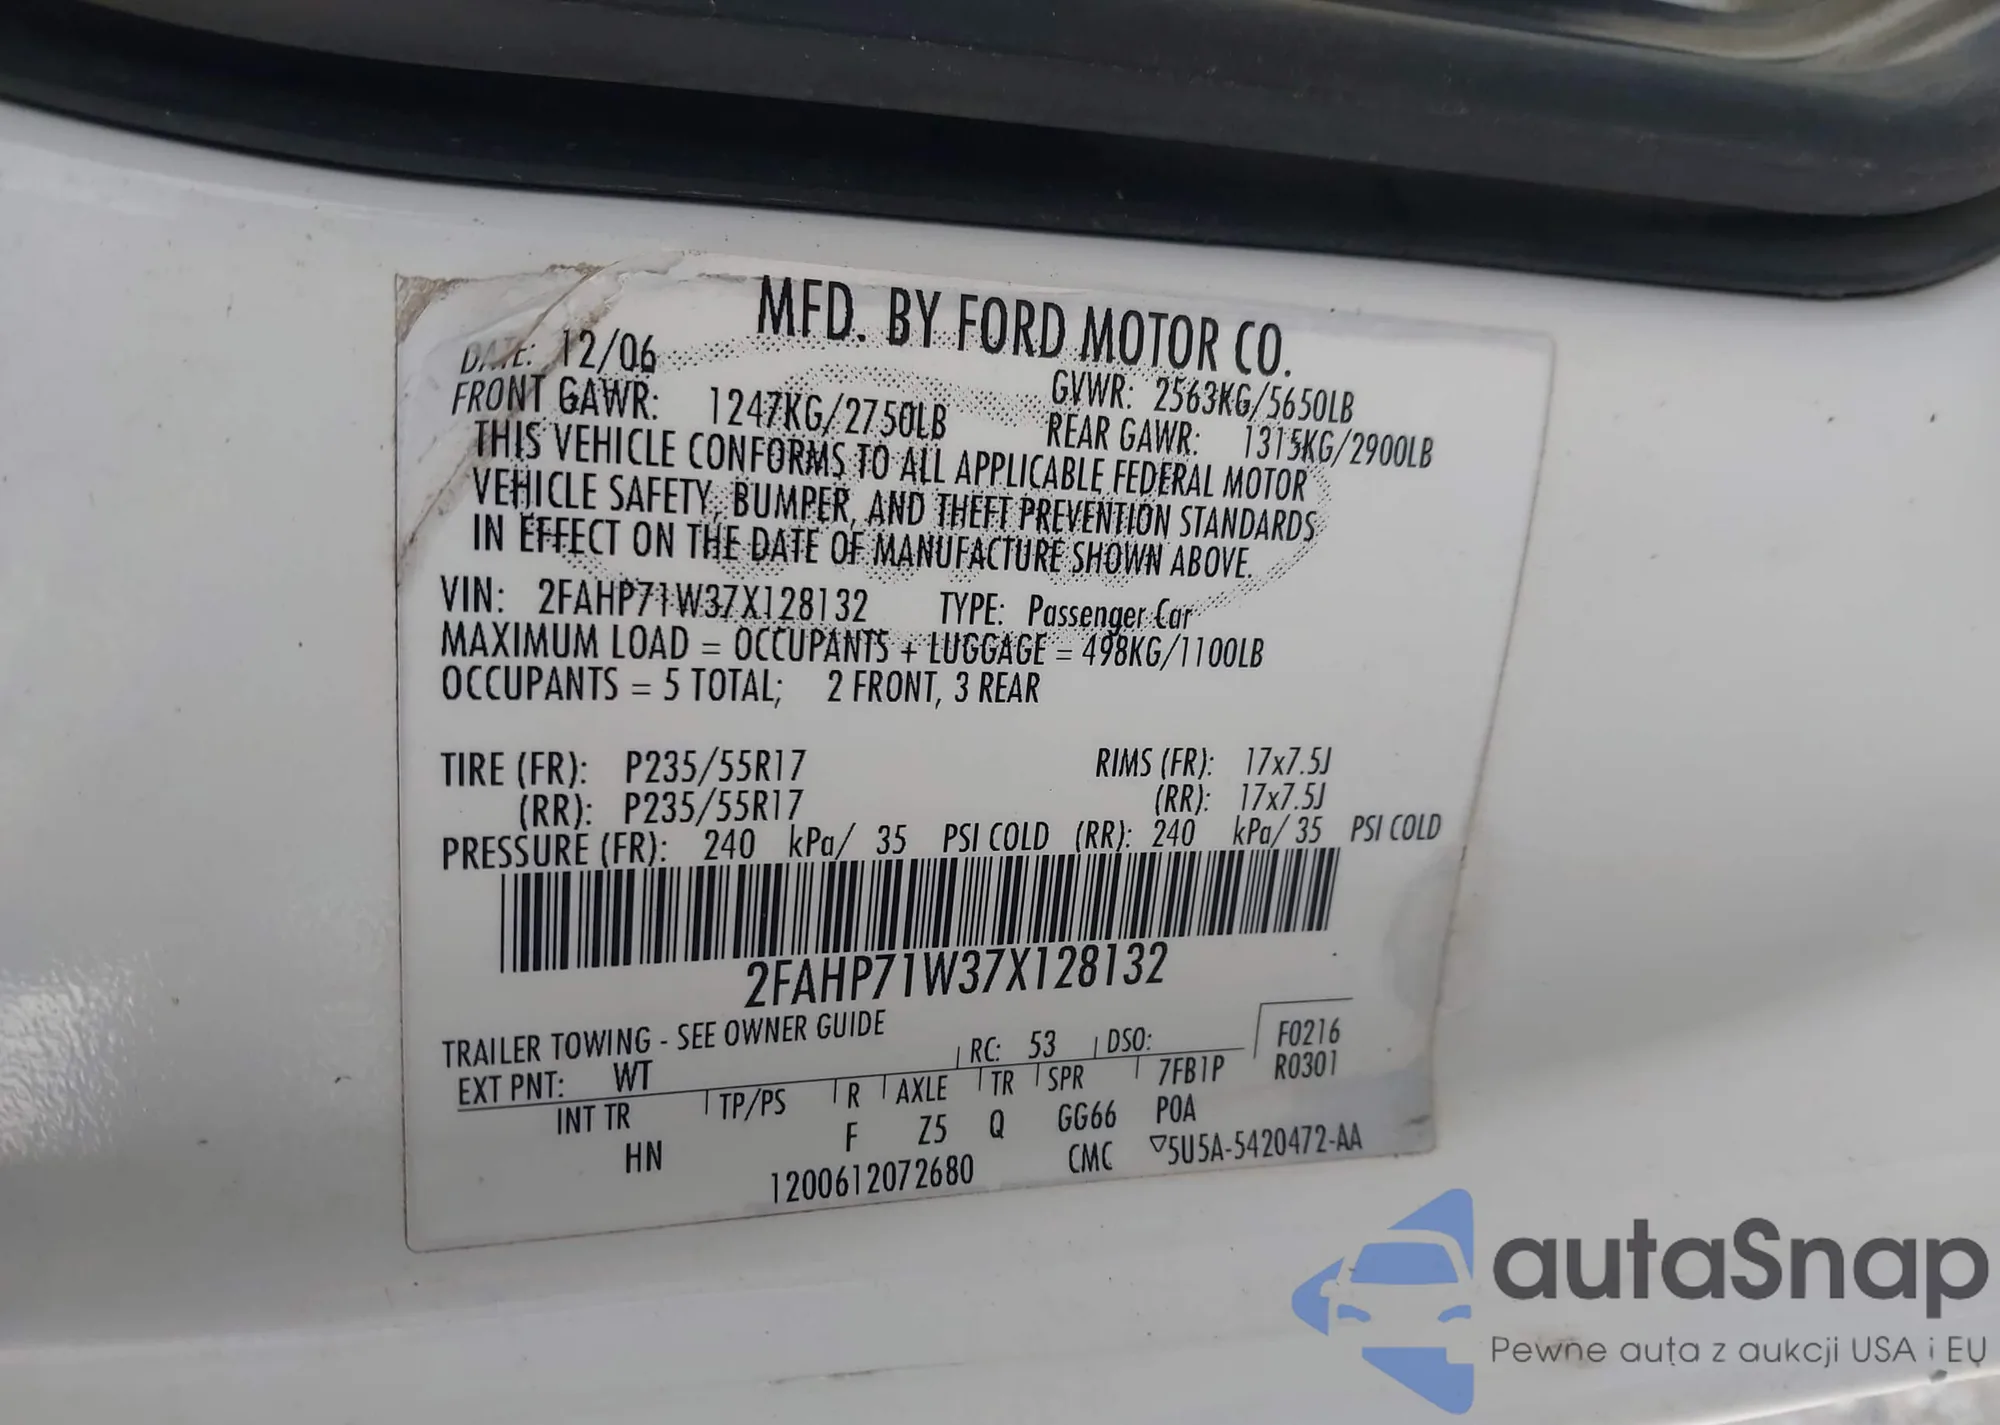 MFD. BY FORD MOTOR CO.
DATE: 12/06
GVWR: 2563KG/5650LB
FRONT GAWR: 1247KG/2750LB REAR GAWR: 1315KG/2900LB
THIS VEHICLE CONFORMS TO ALL APPLICABLE FEDERAL MOTOR
VEHICLE SAFETY, BUMPER, AND THEFT PREVENTION STANDARDS
IN EFFECT ON THE DATE OF MANUFACTURE SHOWN ABOVE.
VIN: 2FAHP71W37X128132 TYPE: Passenger Car
MAXIMUM LOAD = OCCUPANTS + LUGGAGE = 498KG/1100LB
OCCUPANTS = 5 TOTAL; 2 FRONT, 3 REAR
TIRE (FR): P235/55R17 RIMS (FR): 17x7.5J
(RR): P235/55R17 (RR): 17x7.5J
PRESSURE (FR): 240 kPa/ 35 PSI COLD (RR): 240 kPa/ 35 PSI COLD
2FAHP71W37X128132
TRAILER TOWING - SEE OWNER GUIDE
EXT PNT: WT RC: 53 DSO: F0216
INT TR TP/PS R AXLE TR SPR 7FB1P R0301
HN F Z5 Q GG66 POA
1200612072680 CMC ▽5U5A-5420472-AA
autaSnap
Pewne auta z aukcji USA i EU